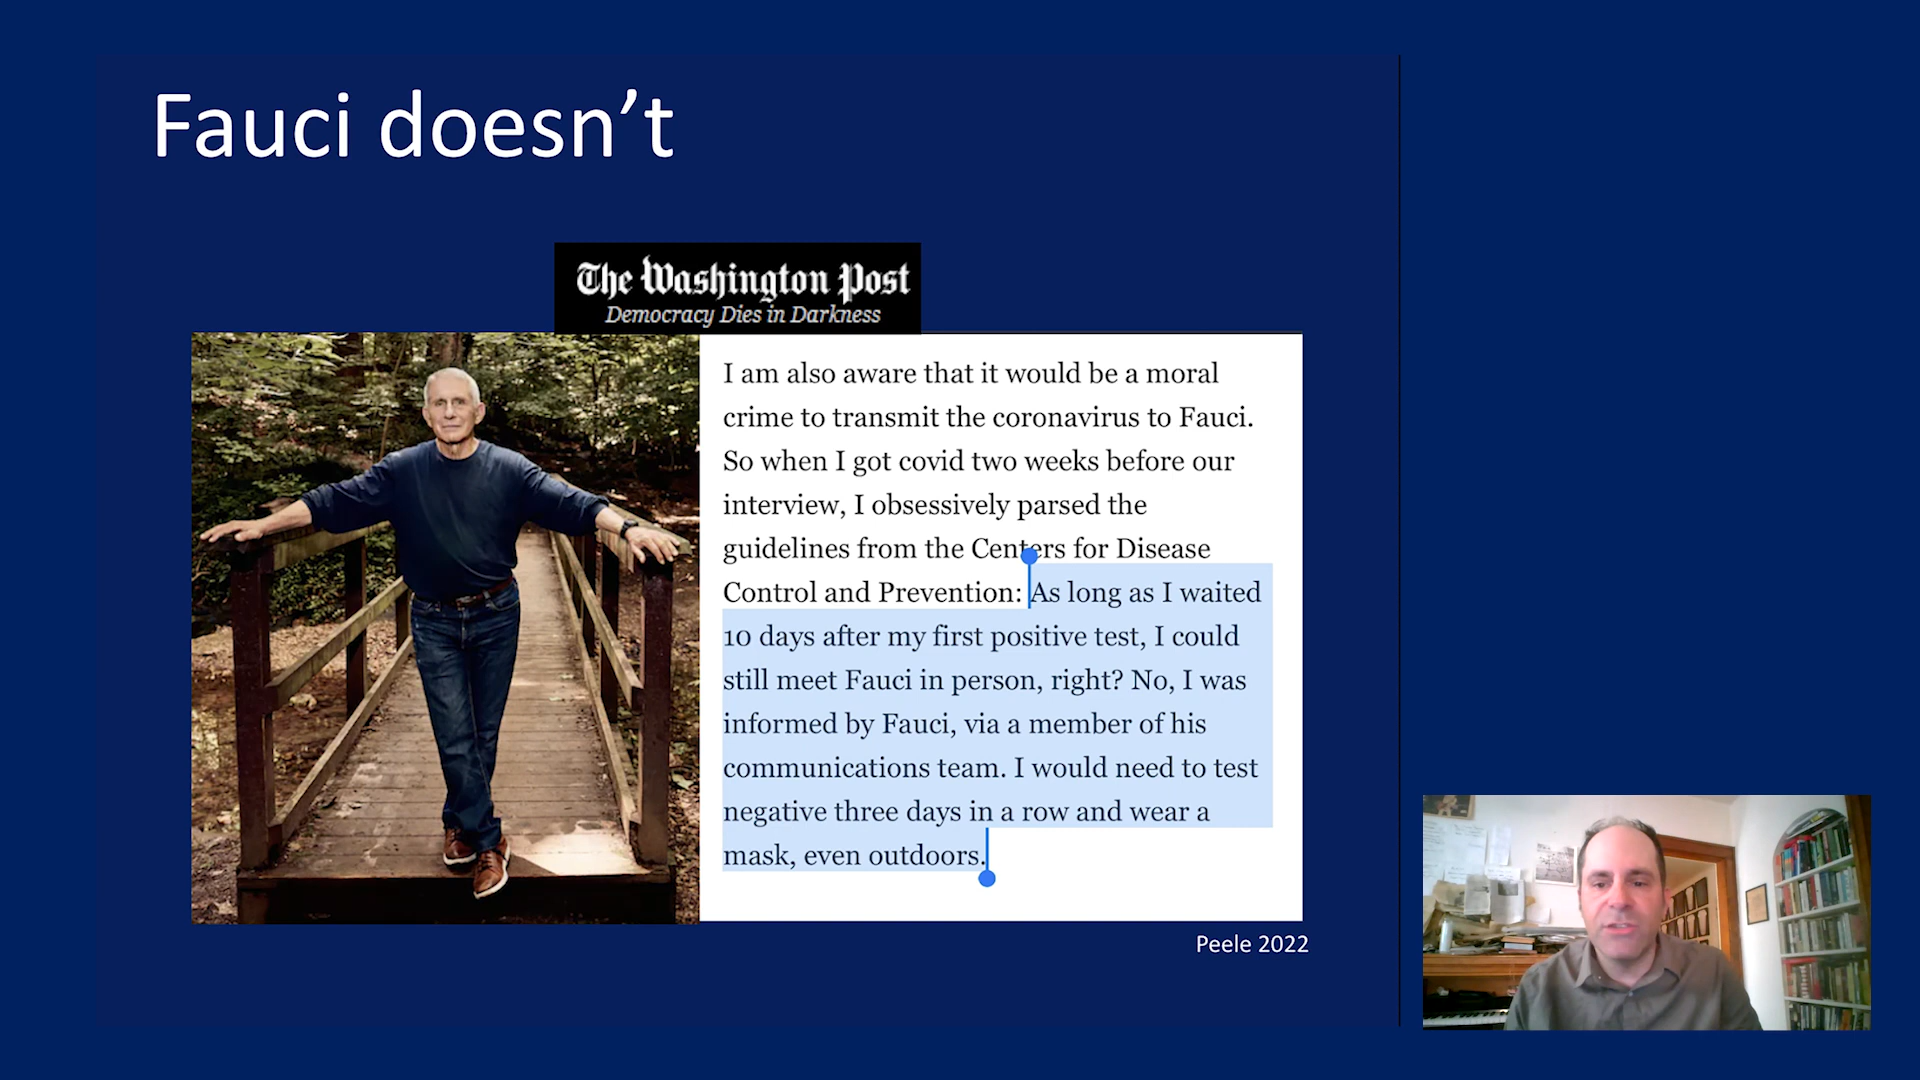 Fauci doesn’t
The Washington Post
Democracy Dies in Darkness
I am also aware that it would be a moral
crime to transmit the coronavirus to Fauci.
So when I got covid two weeks before our
interview, I obsessively parsed the
guidelines from the Centers for Disease
Control and Prevention: As long as I waited
10 days after my first positive test, I could
still meet Fauci in person, right? No, I was
informed by Fauci, via a member of his
communications team. I would need to test
negative three days in a row and wear a
mask, even outdoors.
Peele 2022